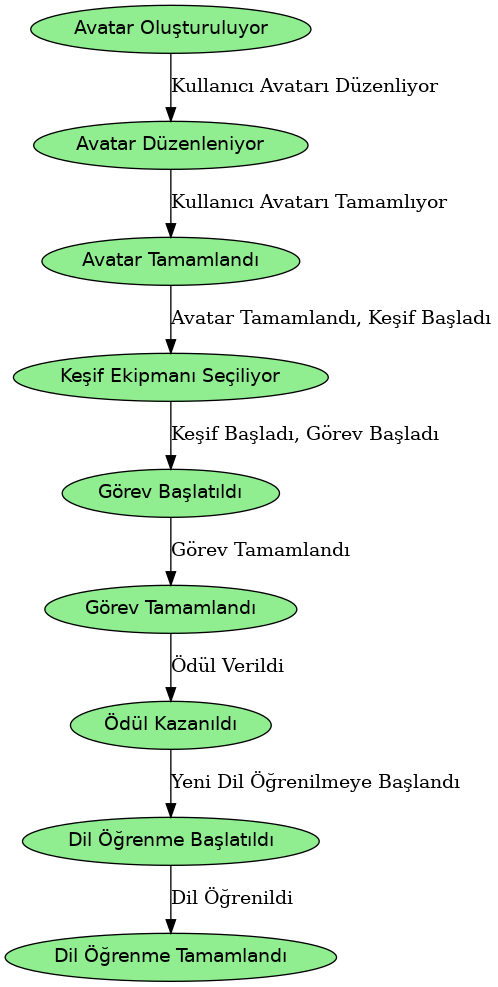 Avatar Oluşturuluyor
Kullanıcı Avatarı Düzenliyor
Avatar Düzenleniyor
Kullanıcı Avatarı Tamamlıyor
Avatar Tamamlandı
Avatar Tamamlandı, Keşif Başladı
Keşif Ekipmanı Seçiliyor
Keşif Başladı, Görev Başladı
Görev Başlatıldı
Görev Tamamlandı
Görev Tamamlandı
Ödül Verildi
Ödül Kazanıldı
Yeni Dil Öğrenilmeye Başlandı
Dil Öğrenme Başlatıldı
Dil Öğrenildi
Dil Öğrenme Tamamlandı